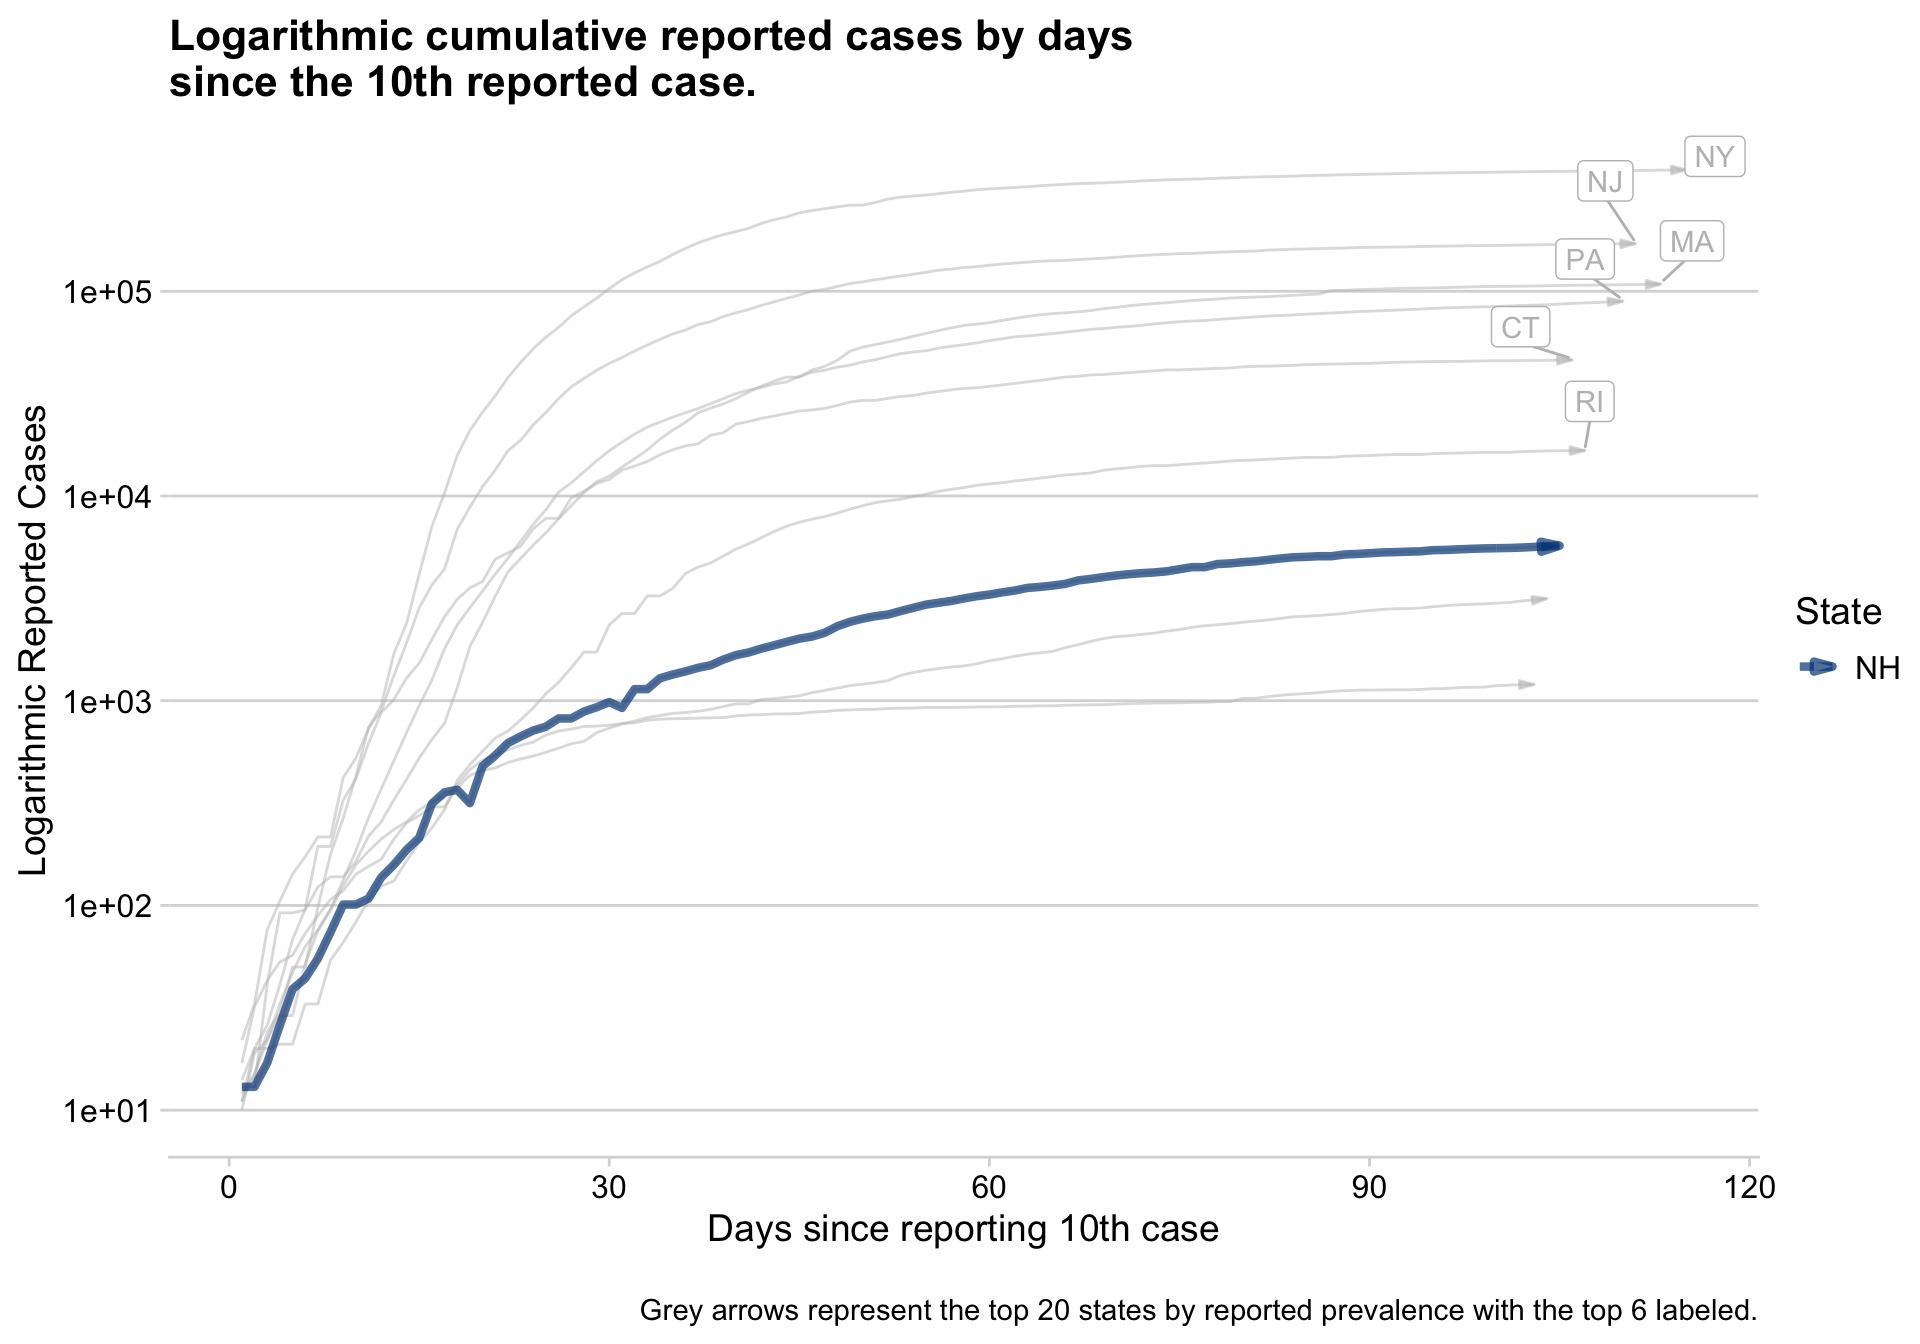 Logarithmic cumulative reported cases by days
since the 10th reported case.
NY
NJ
MA
PA
CT
RI
1e+05
1e+04
1e+03
1e+02
1e+01
Logarithmic Reported Cases
State
NH
0 30 60 90 120
Days since reporting 10th case
Grey arrows represent the top 20 states by reported prevalence with the top 6 labeled.